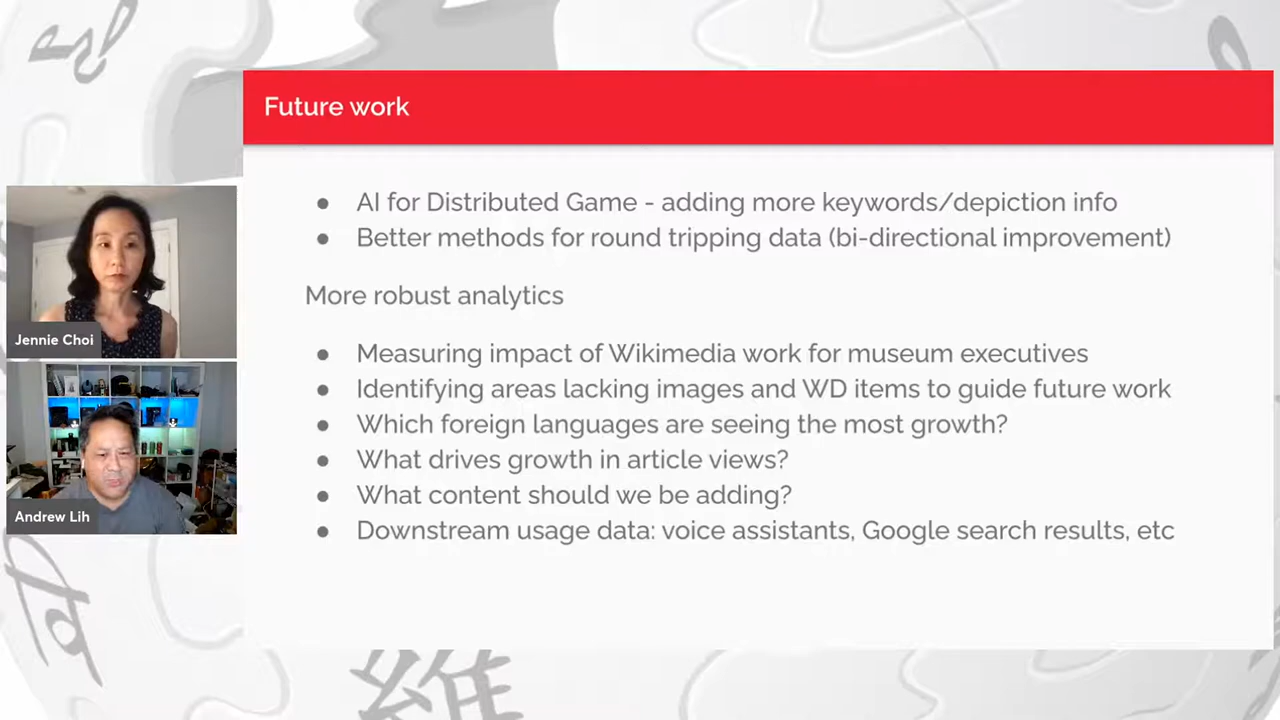 Future work
● AI for Distributed Game - adding more keywords/depiction info
● Better methods for round tripping data (bi-directional improvement)
More robust analytics
● Measuring impact of Wikimedia work for museum executives
● Identifying areas lacking images and WD items to guide future work
● Which foreign languages are seeing the most growth?
● What drives growth in article views?
● What content should we be adding?
● Downstream usage data: voice assistants, Google search results, etc
Jennie Choi
Andrew Lih
वि
維